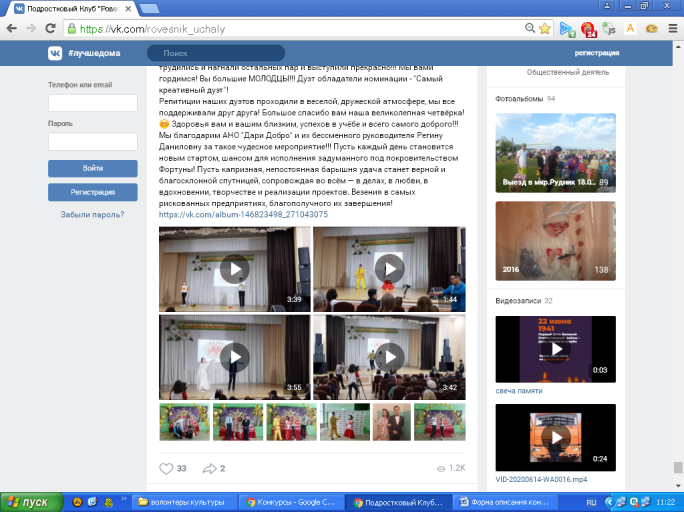 Подростковый Клуб "Ровес
https://vk.com/rovesnik_uchaly
24
#лучшедома
Поиск
регистрация
Телефон или email
Пароль
Войти
Регистрация
Забыли пароль?
трудились и нагнали остальных пар и выступили прекрасно!!! Мы вами
гордимся! Вы большие МОЛОДЦЫ!!! Дуэт обладатели номинации - "Самый
креативный дуэт"!
Репитиции наших дуэтов проходили в веселой, дружеской атмосфере, мы все
поддерживали друг друга! Большое спасибо вам наша великолепная четвёрка!
Здоровья вам и вашим близким, успехов в учёбе и всего самого доброго!!!
Мы благодарим АНО "Дари Добро" и их бессменного руководителя Регину
Даниловну за такое чудесное мероприятие!!! Пусть каждый день становится
новым стартом, шансом для исполнения задуманного под покровительством
Фортуны! Пусть капризная, непостоянная барышня удача станет верной и
благосклонной спутницей, сопровождая во всём — в делах, в любви, в
вдохновении, творчестве и реализации проектов. Везения в самых
рискованных предприятиях, благополучного их завершения!
https://vk.com/album-146823498_271043075
3:39
1:44
3:55
3:42
33
2
1.2K
Общественный деятель
Фотоальбомы 94
Выезд в мкр.Рудник 18.0... 89
2016 138
Видеозаписи 32
22 июня
1941
0:03
свеча памяти
0:24
VID-20200614-WA0016.mp4
пуск
волонтеры культуры
Конкурсы - Google C...
Подростковый Клуб...
Форма описания кон...
RU
11:22